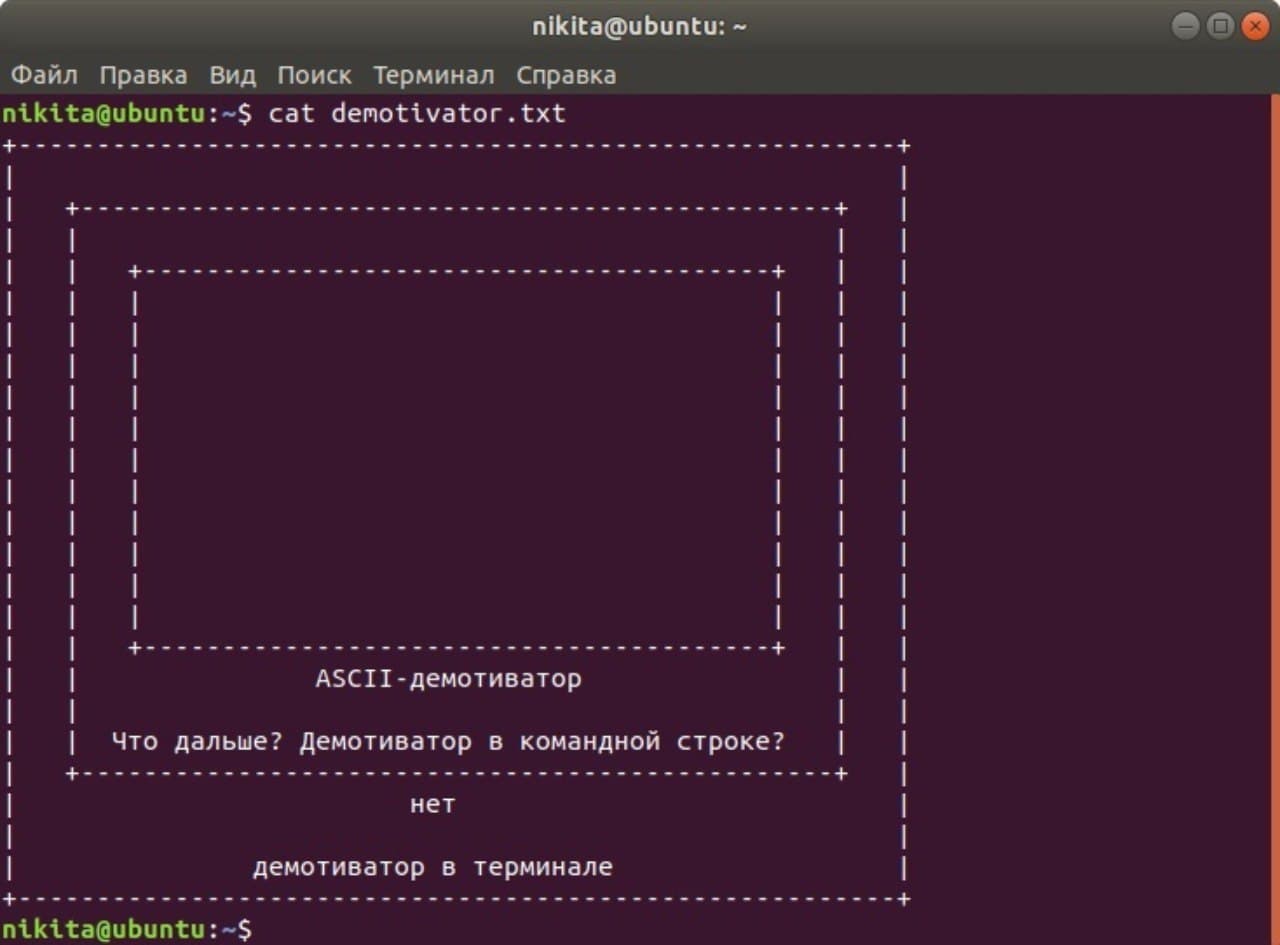 nikita@ubuntu: ~
Файл Правка Вид Поиск Терминал Справка
nikita@ubuntu:~$ cat demotivator.txt
ASCII-демотиватор
Что дальше? Демотиватор в командной строке?
нет
демотиватор в терминале
nikita@ubuntu:~$